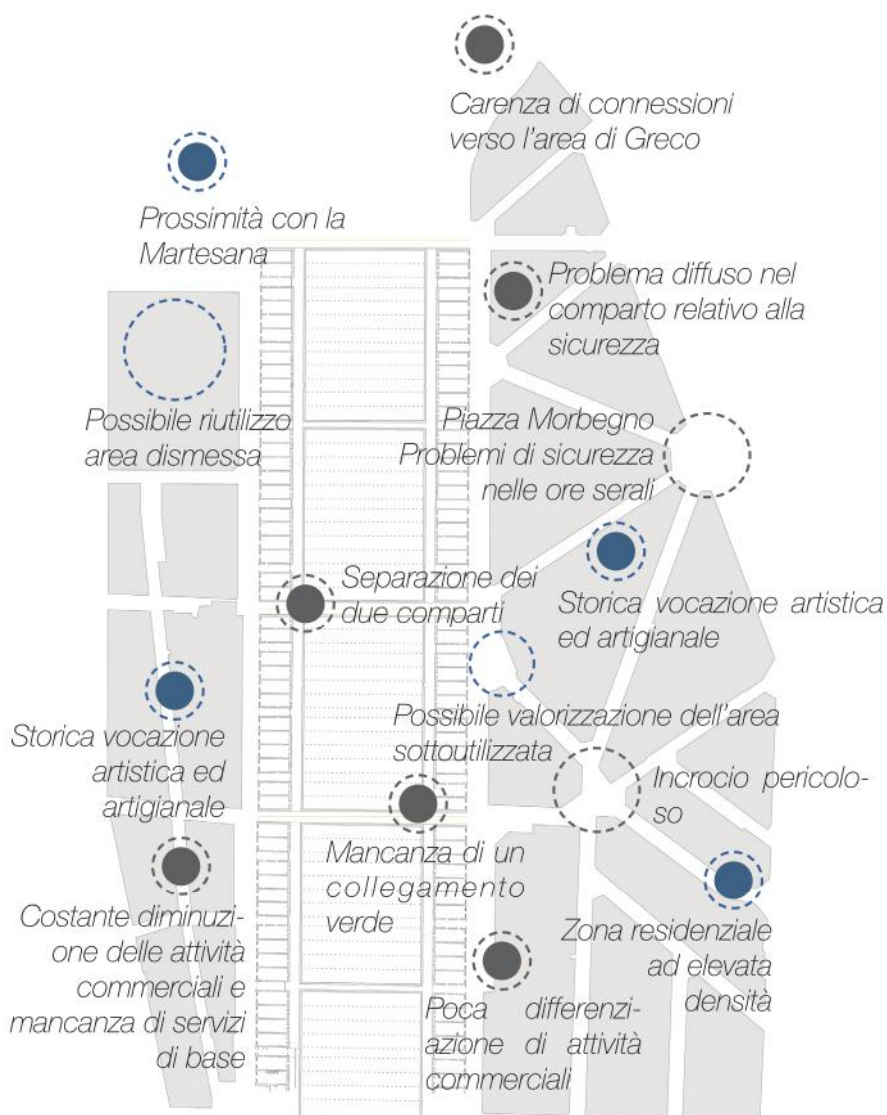 Carenza di connessioni
verso l'area di Greco
Prossimità con la
Martesana
Problema diffuso nel
comparto relativo alla
sicurezza
Possibile riutilizzo
area dismessa
Piazza Morbegno
Problemi di sicurezza
nelle ore serali
Separazione dei
due comparti
Storica vocazione artistica
ed artigianale
Storica vocazione
artistica ed
artigianale
Possibile valorizzazione dell'area
sottoutilizzata
Incrocio pericolo-
so
Mancanza di un
collegamento
verde
Costante diminuzi-
one delle attività
commerciali e
mancanza di servizi
di base
Zona residenziale
ad elevata
densità
Poca differenzi-
azione di attività
commerciali